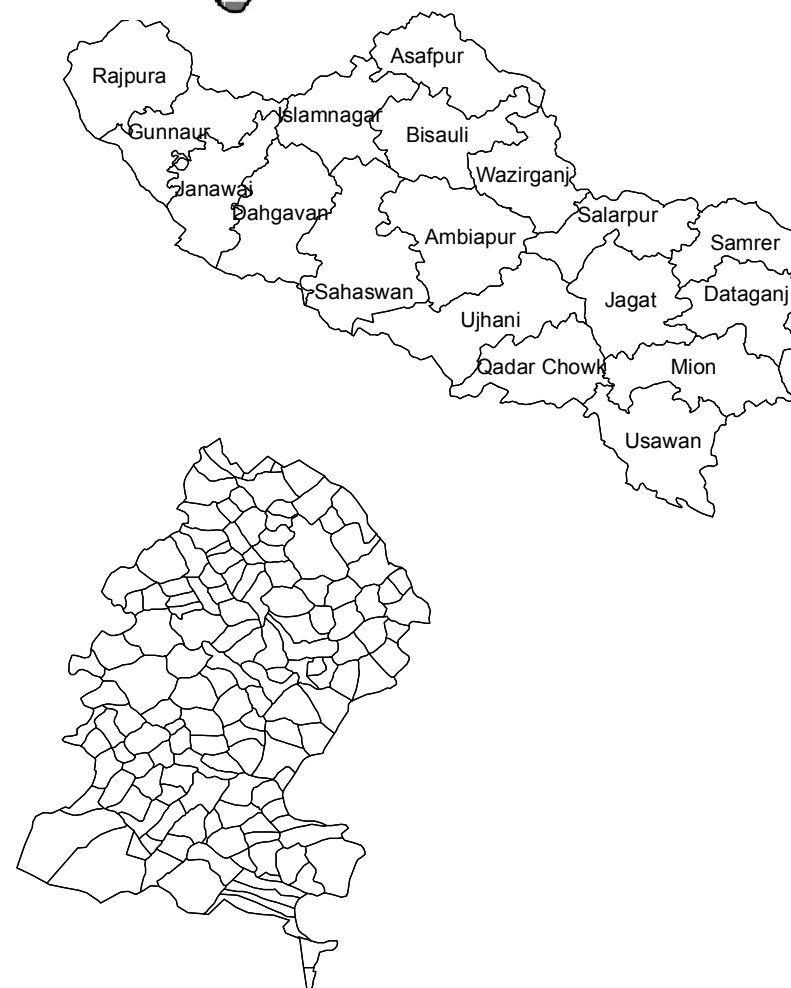 Asafpur
Rajpura
Islamnagar
Gunnaur
Bisauli
Wazirganj
Janawai
Dahgavan
Salarpur
Ambiapur
Samrer
Sahaswan
Jagat
Dataganj
Ujhani
Qadar Chowk
Mion
Usawan